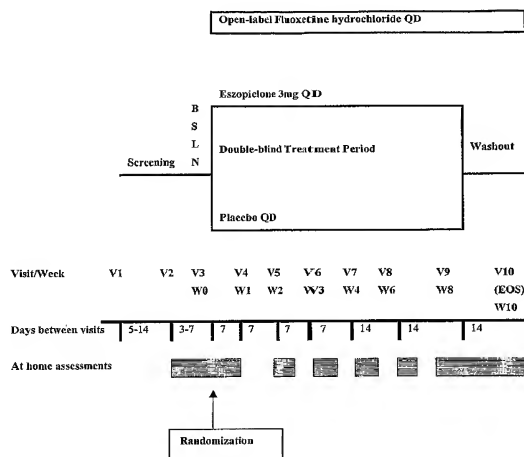 Open-label Fluoxetine hydrochloride QD
Eszopiclone 3mg QD
B
S
L
N
Double-blind Treatment Period
Washout
Screening
Placebo QD
Visit/Week V1 V2 V3 V4 V5 V6 V7 V8 V9 V10
W0 W1 W2 W3 W4 W6 W8 (EOS)
W10
Days between visits 5-14 3-7 7 7 7 7 14 14 14
At home assessments
Randomization